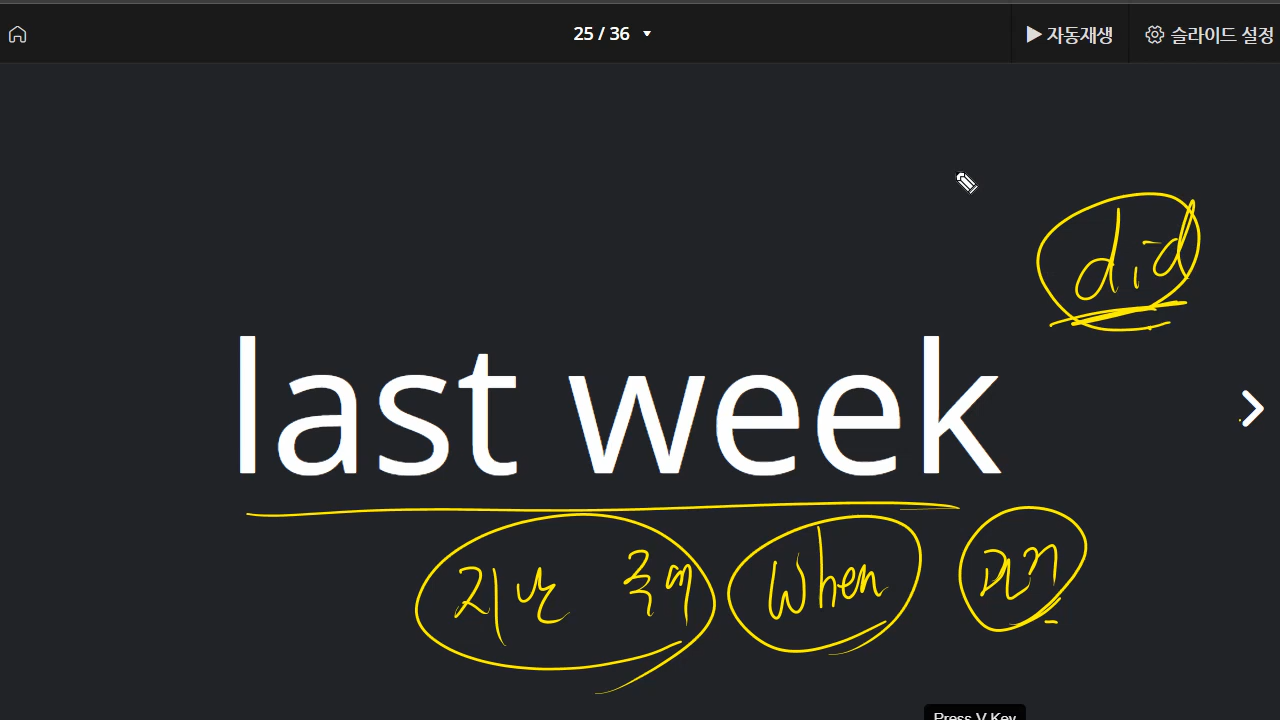 25 / 36
▶ 자동재생
슬라이드 설정
did
last week
지난 주에 When 과거
Press V Key